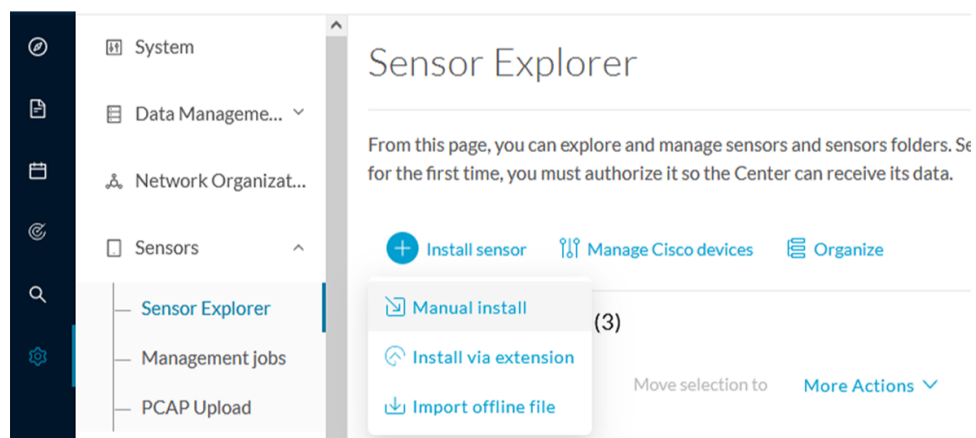 System
Data Manageme...
Network Organizat...
Sensors
Sensor Explorer
Management jobs
PCAP Upload
Sensor Explorer
From this page, you can explore and manage sensors and sensors folders. Se
for the first time, you must authorize it so the Center can receive its data.
Install sensor Manage Cisco devices Organize
Manual install
(3)
Install via extension
Move selection to More Actions
Import offline file